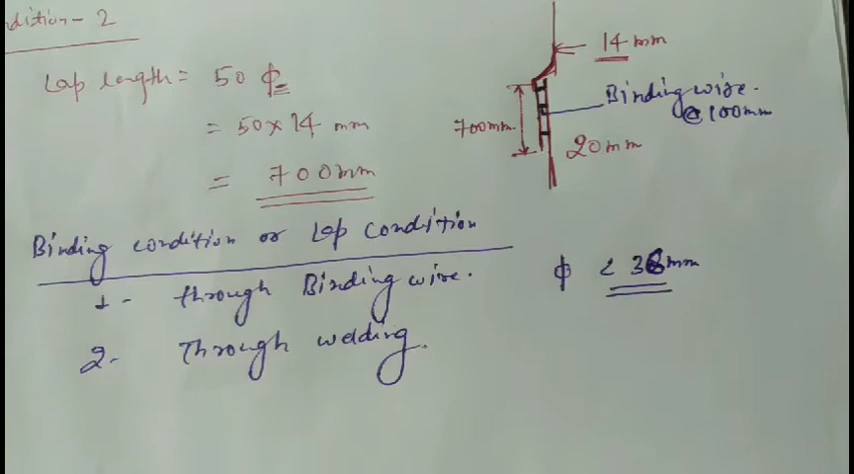 ndition - 2
Lap length = 50 ϕ
= 50 x 14 mm
= 700mm
14 mm
Binding wire.
@ 100mm
700mm
20mm
Binding condition or Lap condition
1- through Binding wire.
2- Through welding.
ϕ < 36mm